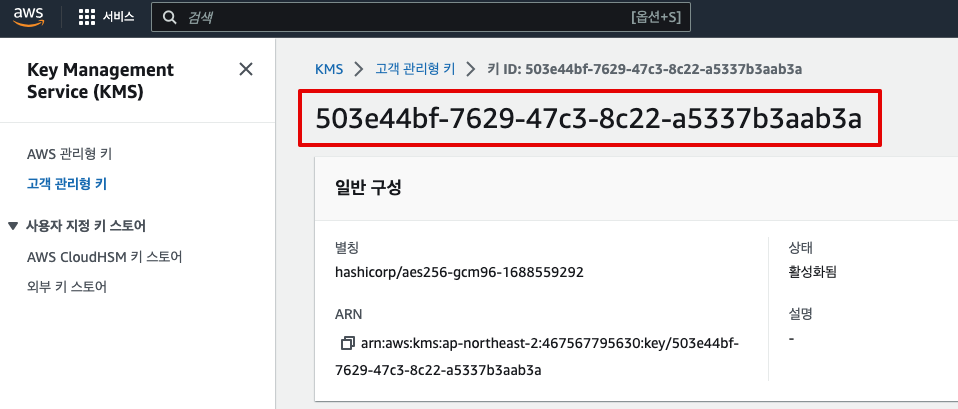 aws
서비스
검색
[옵션+S]
Key Management
Service (KMS)
AWS 관리형 키
고객 관리형 키
사용자 지정 키 스토어
AWS CloudHSM 키 스토어
외부 키 스토어
KMS > 고객 관리형 키 > 키 ID: 503e44bf-7629-47c3-8c22-a5337b3aab3a
503e44bf-7629-47c3-8c22-a5337b3aab3a
일반 구성
별칭
hashicorp/aes256-gcm96-1688559292
ARN
arn:aws:kms:ap-northeast-2:467567795630:key/503e44bf-
7629-47c3-8c22-a5337b3aab3a
상태
활성화됨
설명
-